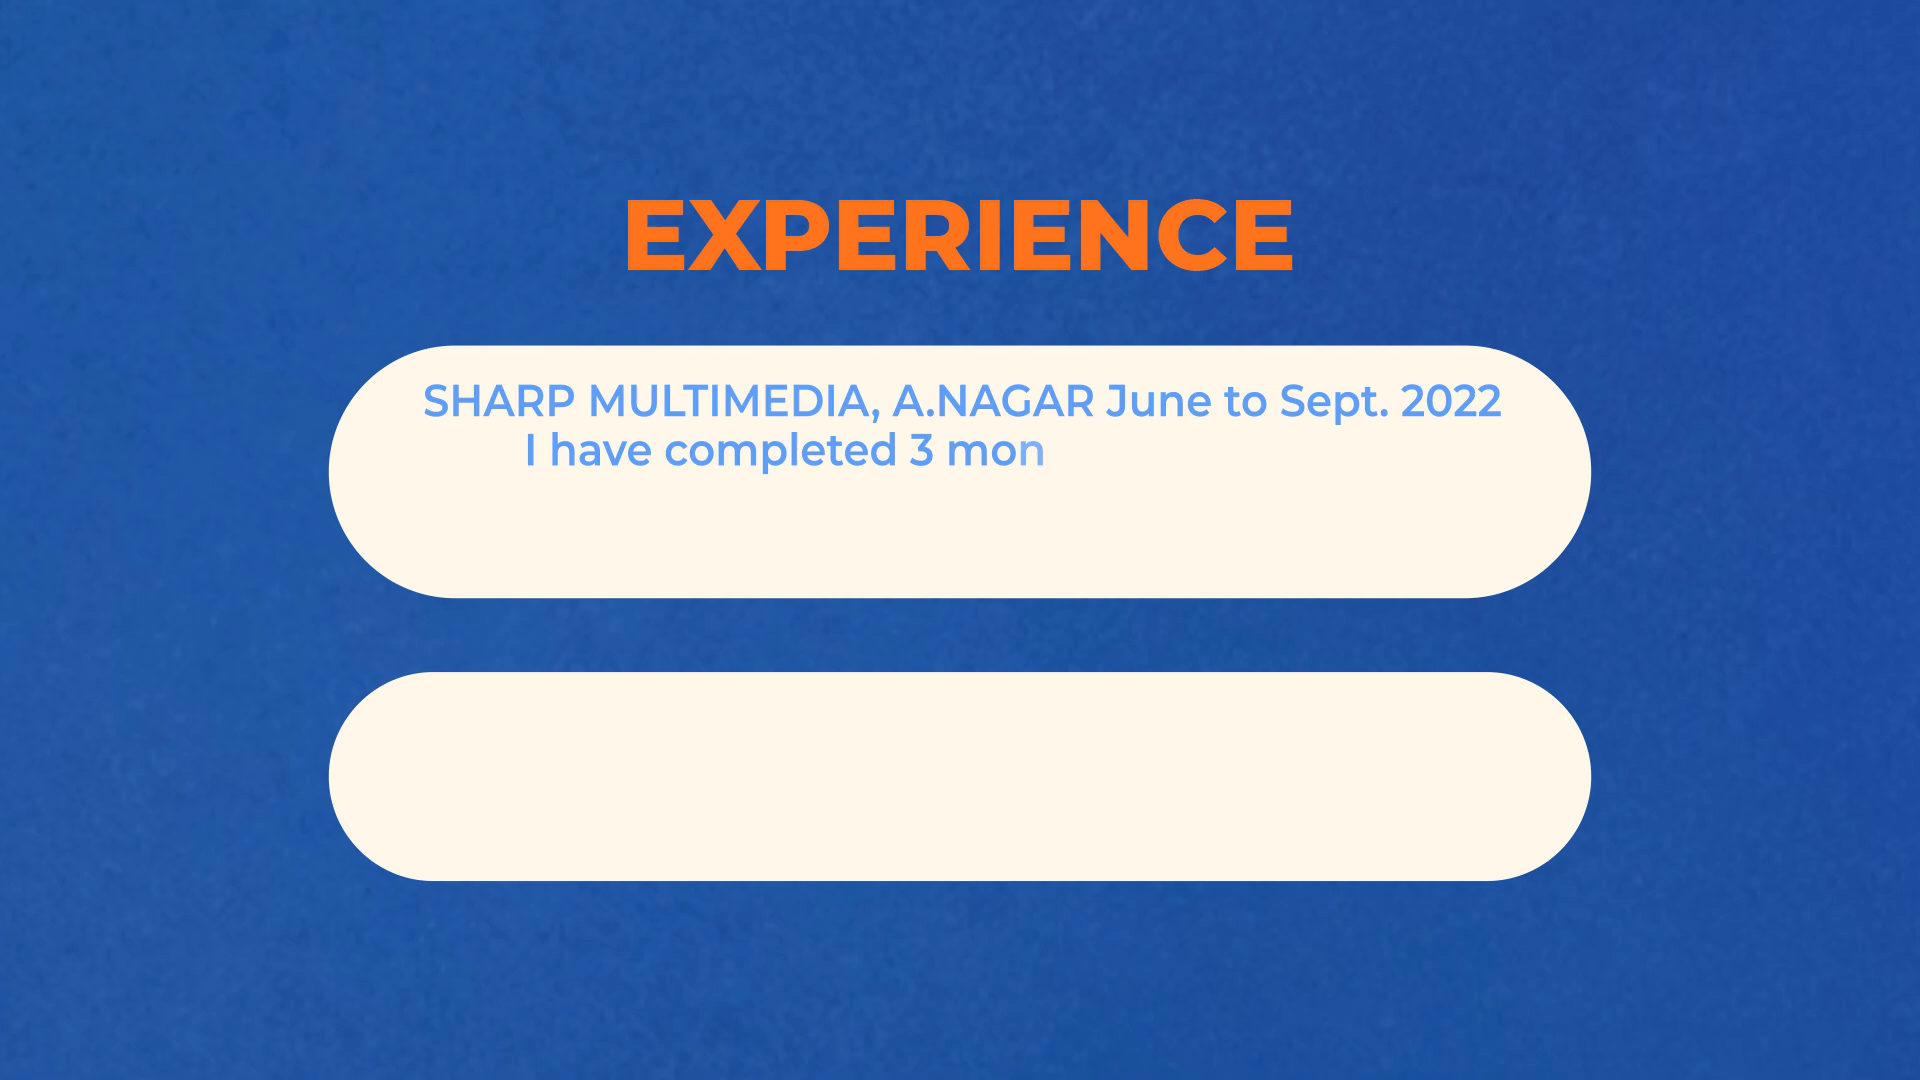 EXPERIENCE
SHARP MULTIMEDIA, A.NAGAR June to Sept. 2022
I have completed 3 mon